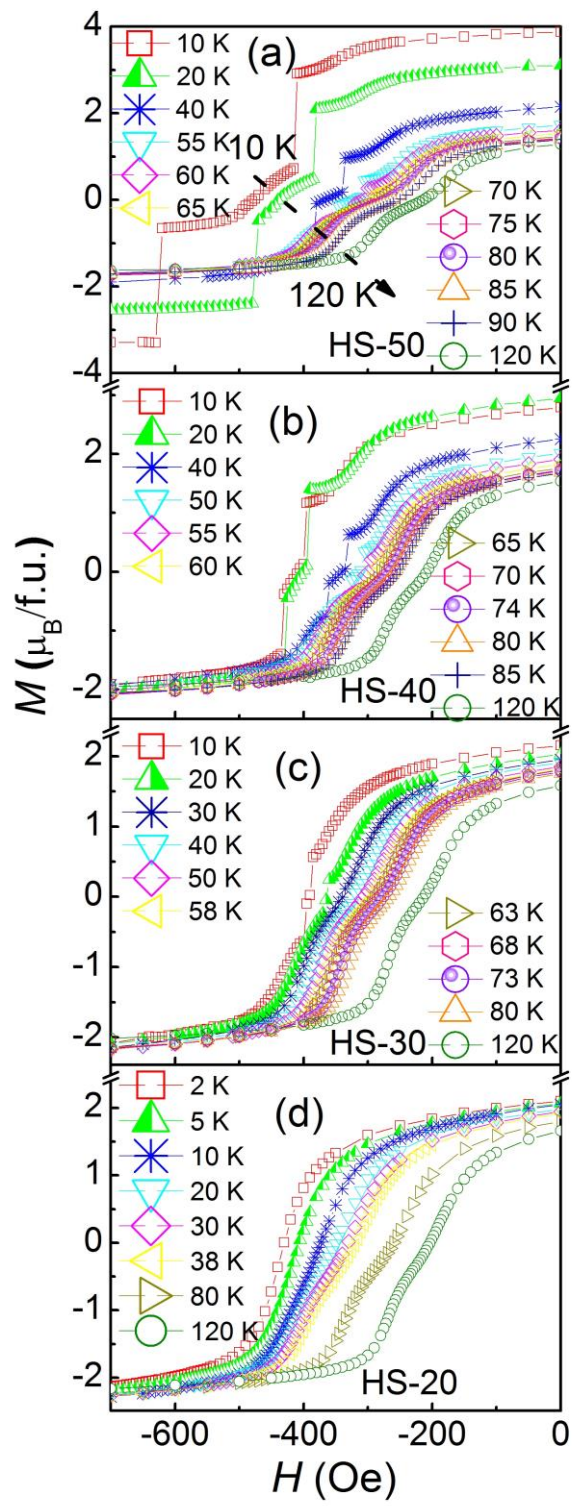 (a)
10 K
20 K
40 K
55 K
60 K
65 K
10 K
120 K
70 K
75 K
80 K
85 K
90 K
120 K
HS-50
4
2
0
-2
-4
(b)
10 K
20 K
40 K
50 K
55 K
60 K
65 K
70 K
74 K
80 K
85 K
120 K
HS-40
2
0
-2
M (μB/f.u.)
(c)
10 K
20 K
30 K
40 K
50 K
58 K
63 K
68 K
73 K
80 K
120 K
HS-30
2
1
0
-1
-2
(d)
2 K
5 K
10 K
20 K
30 K
38 K
80 K
120 K
HS-20
2
1
0
-1
-2
-600 -400 -200 0
H (Oe)